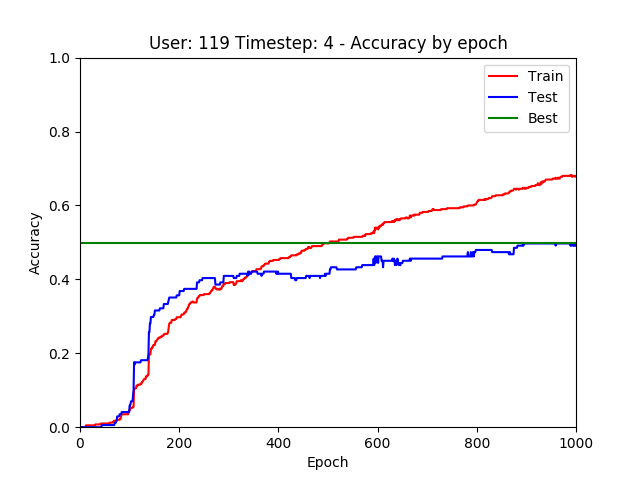 User: 119 Timestep: 4 - Accuracy by epoch
1.0
0.8
0.6
0.4
0.2
0.0
Accuracy
Train
Test
Best
0 200 400 600 800 1000
Epoch